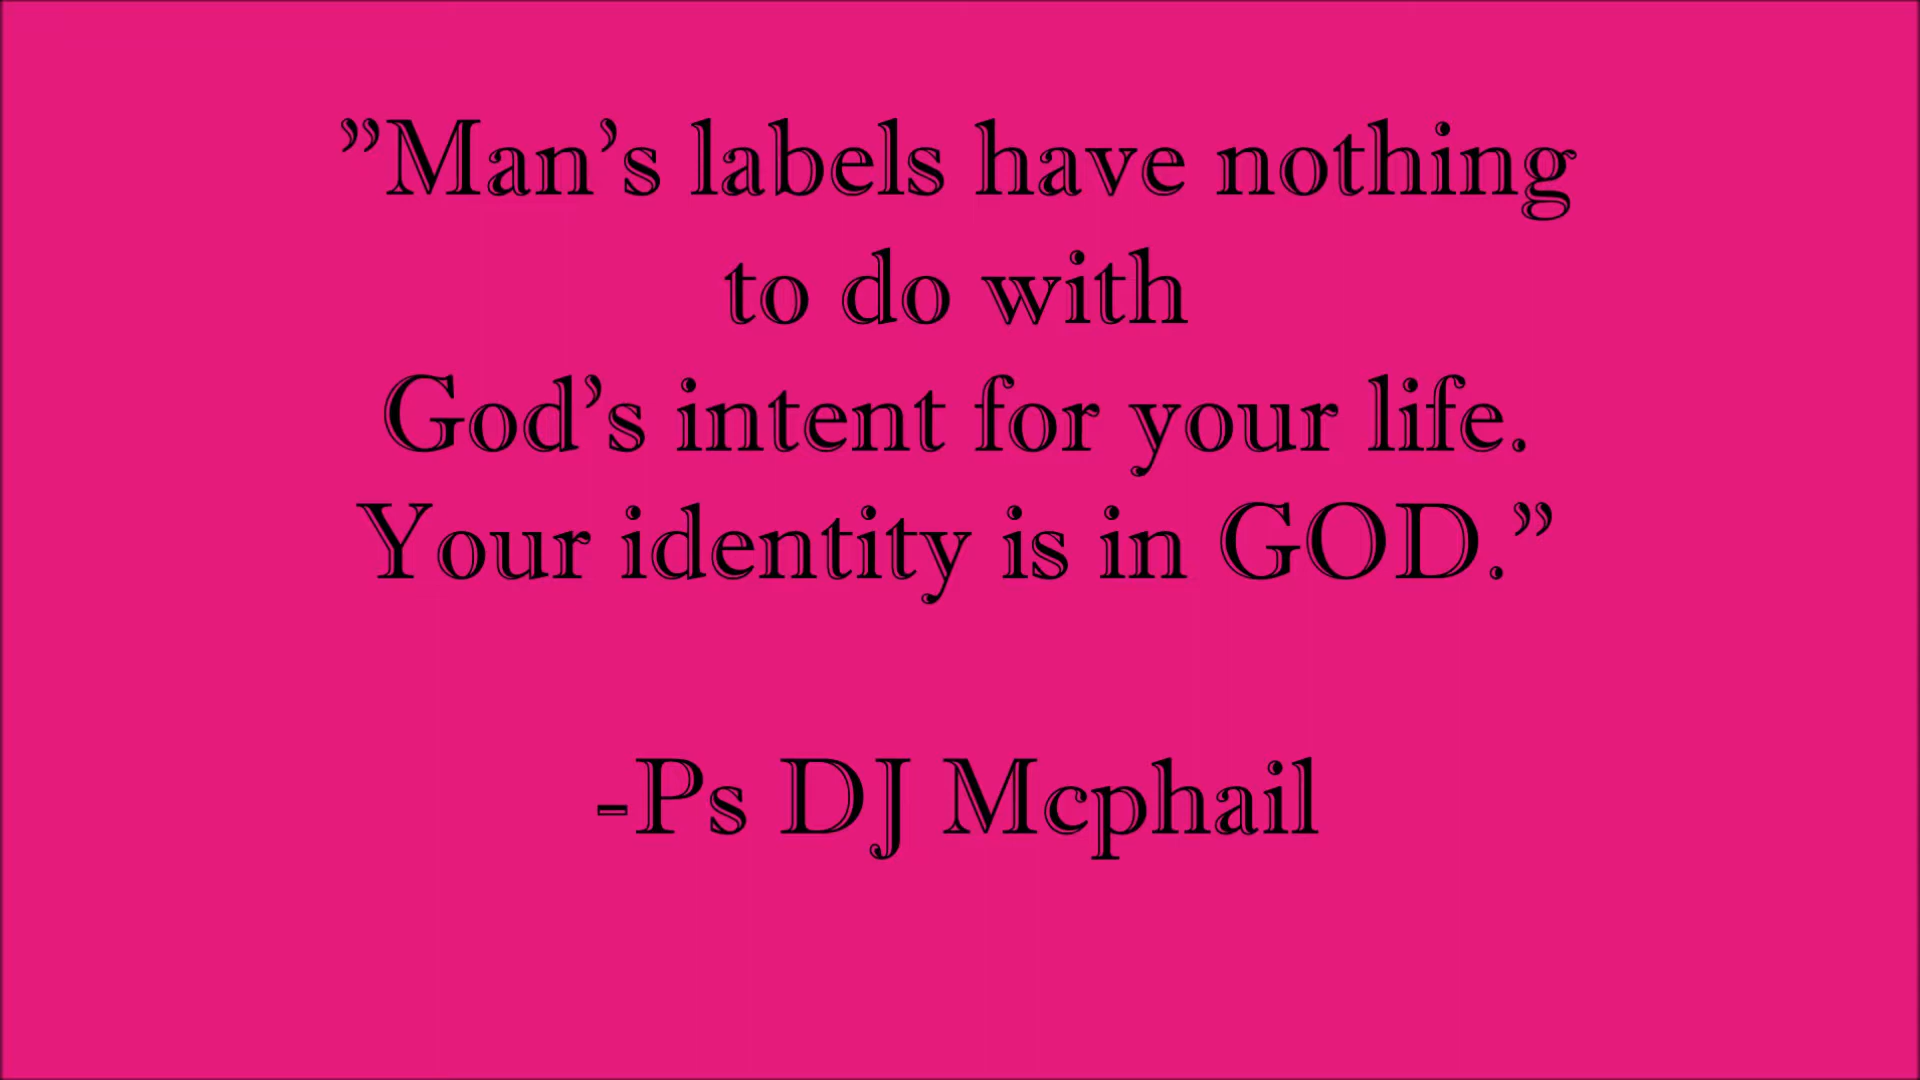 ”Man’s labels have nothing
to do with
God’s intent for your life.
Your identity is in GOD.”
-Ps DJ Mcphail